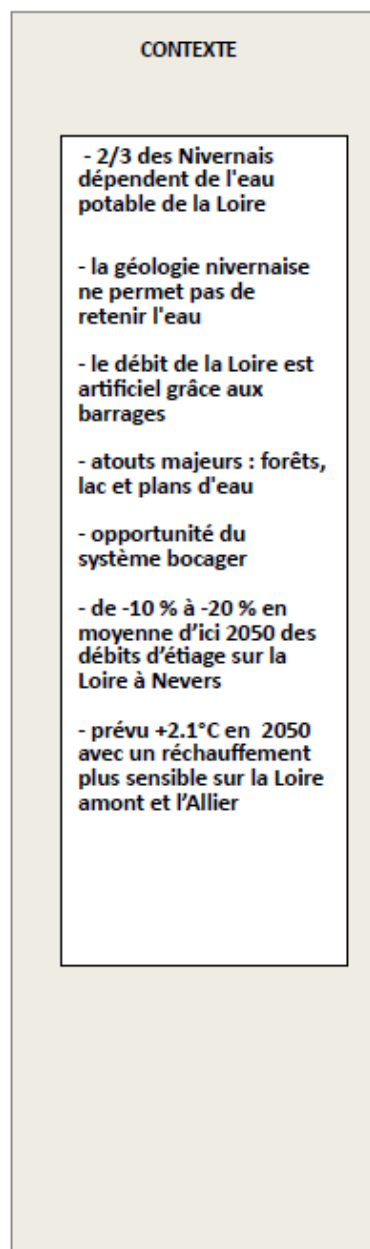 CONTEXTE
- 2/3 des Nivernais
dépendent de l'eau
potable de la Loire
- la géologie nivernaise
ne permet pas de
retenir l'eau
- le débit de la Loire est
artificiel grâce aux
barrages
- atouts majeurs : forêts,
lac et plans d'eau
- opportunité du
système bocager
- de -10 % à -20 % en
moyenne d’ici 2050 des
débits d’étiage sur la
Loire à Nevers
- prévu +2.1°C en  2050
avec un réchauffement
plus sensible sur la Loire
amont et l’Allier